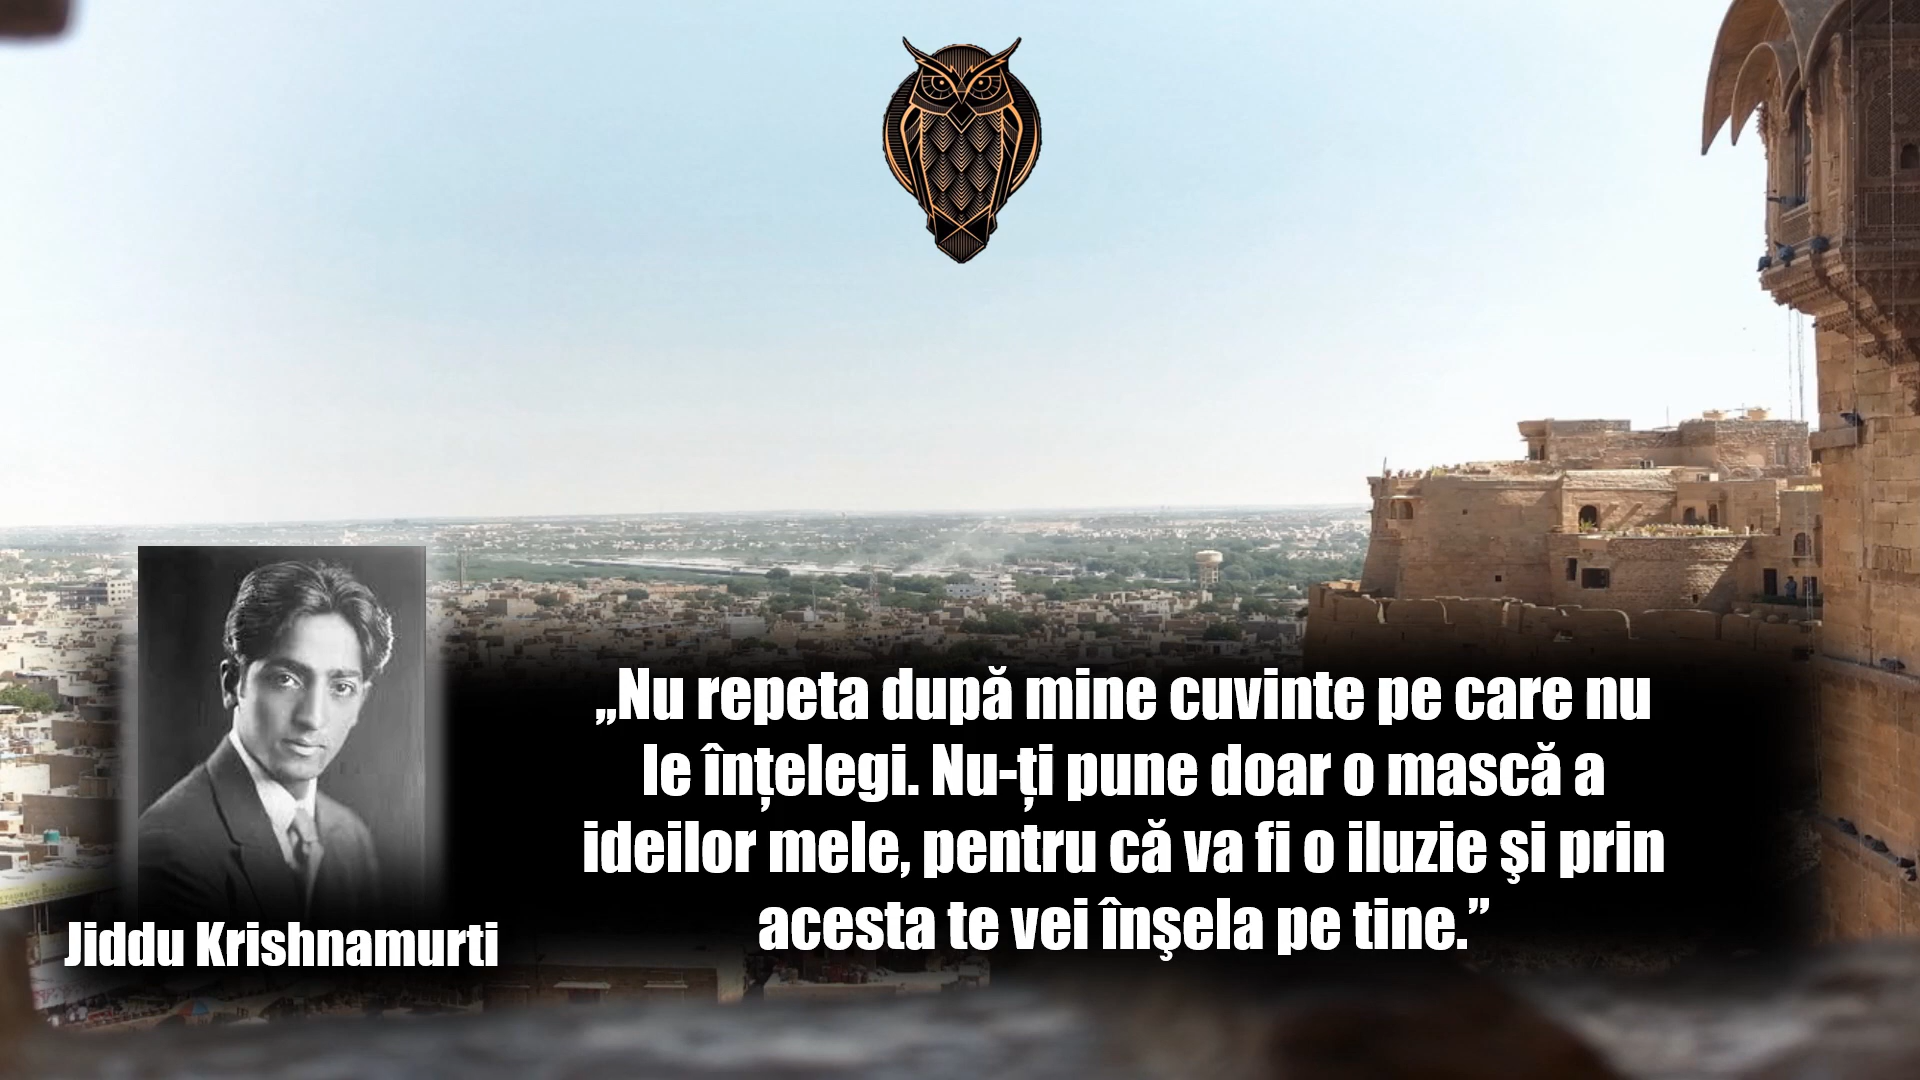 „Nu repeta după mine cuvinte pe care nu
le înțelegi. Nu-ți pune doar o mască a
ideilor mele, pentru că va fi o iluzie şi prin
acesta te vei înşela pe tine.”
Jiddu Krishnamurti